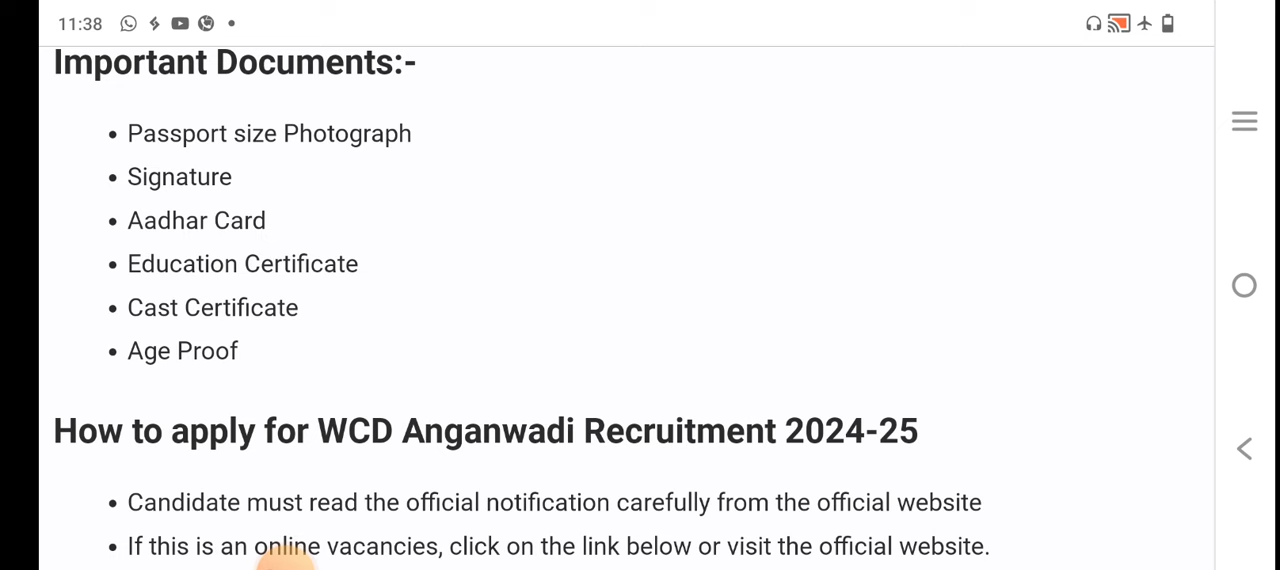 11:38
Important Documents:-
• Passport size Photograph
• Signature
• Aadhar Card
• Education Certificate
• Cast Certificate
• Age Proof
How to apply for WCD Anganwadi Recruitment 2024-25
• Candidate must read the official notification carefully from the official website
• If this is an online vacancies, click on the link below or visit the official website.